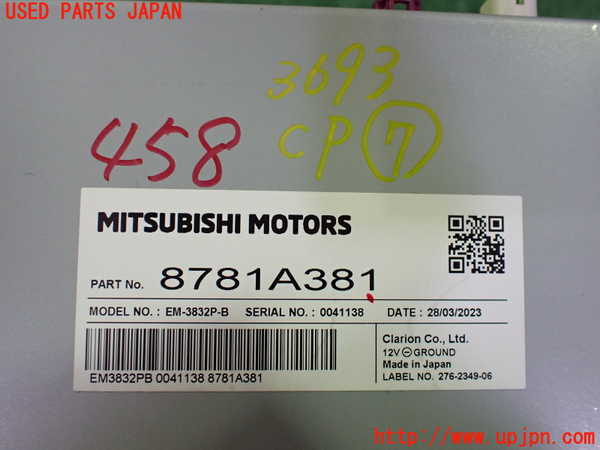 USED PARTS JAPAN
3693
458
CP⑦
MITSUBISHI MOTORS
PART No. 8781A381
MODEL NO. : EM-3832P-B SERIAL NO. : 0041138 DATE : 28/03/2023
Clarion Co., Ltd.
12V ⊖ GROUND
Made in Japan
EM3832PB 0041138 8781A381
LABEL NO. 276-2349-06
http://www.upjpn.com/